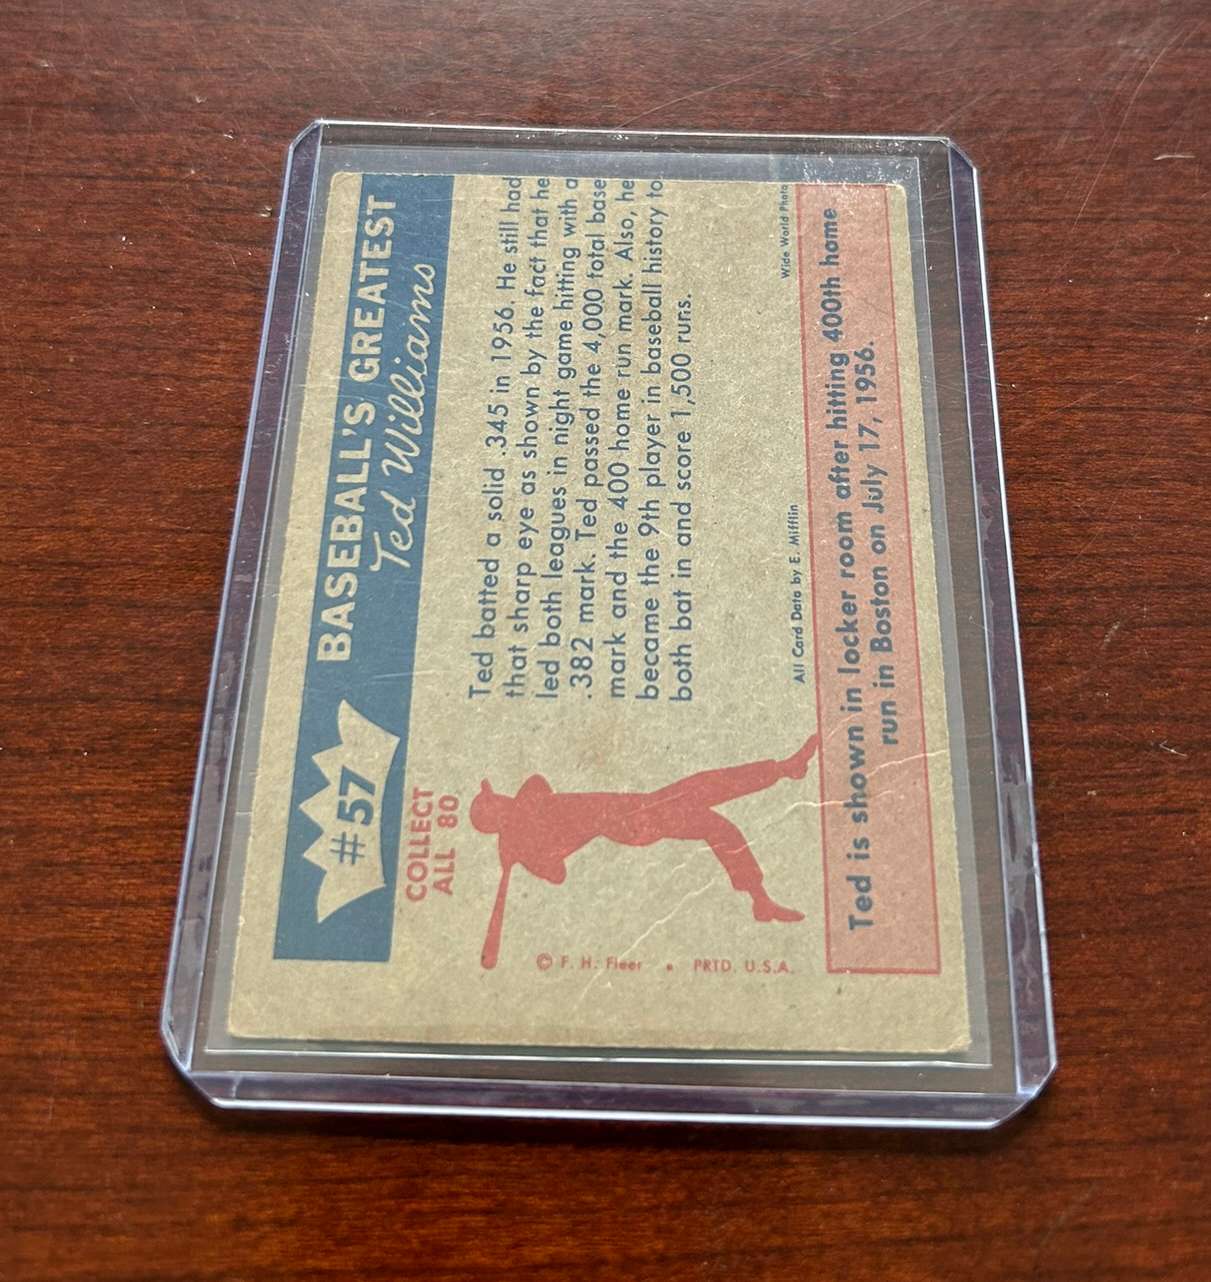 #57
BASEBALL'S GREATEST
Ted Williams
COLLECT
ALL 80
Ted batted a solid .345 in 1956. He still had
that sharp eye as shown by the fact that he
led both leagues in night game hitting with a
.382 mark. Ted passed the 4,000 total base
mark and the 400 home run mark. Also, he
became the 9th player in baseball history to
both bat in and score 1,500 runs.
© F. H. Fleer • PRTD. U.S.A.
All Card Data by E. Mifflin
Wide World Photo
Ted is shown in locker room after hitting 400th home
run in Boston on July 17, 1956.